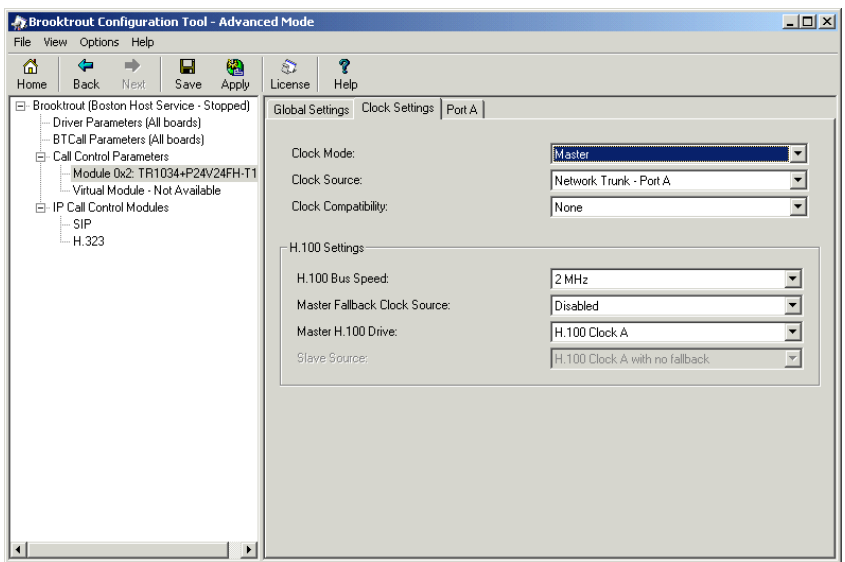 Brooktrout Configuration Tool - Advanced Mode
File View Options Help
Home Back Next Save Apply License Help
Brooktrout (Boston Host Service - Stopped)
Driver Parameters (All boards)
BTCall Parameters (All boards)
Call Control Parameters
Module 0x2: TR1034+P24V24FH-T1
Virtual Module - Not Available
IP Call Control Modules
SIP
H.323
Global Settings Clock Settings Port A
Clock Mode: Master
Clock Source: Network Trunk - Port A
Clock Compatibility: None
H.100 Settings
H.100 Bus Speed: 2 MHz
Master Fallback Clock Source: Disabled
Master H.100 Drive: H.100 Clock A
Slave Source: H.100 Clock A with no fallback